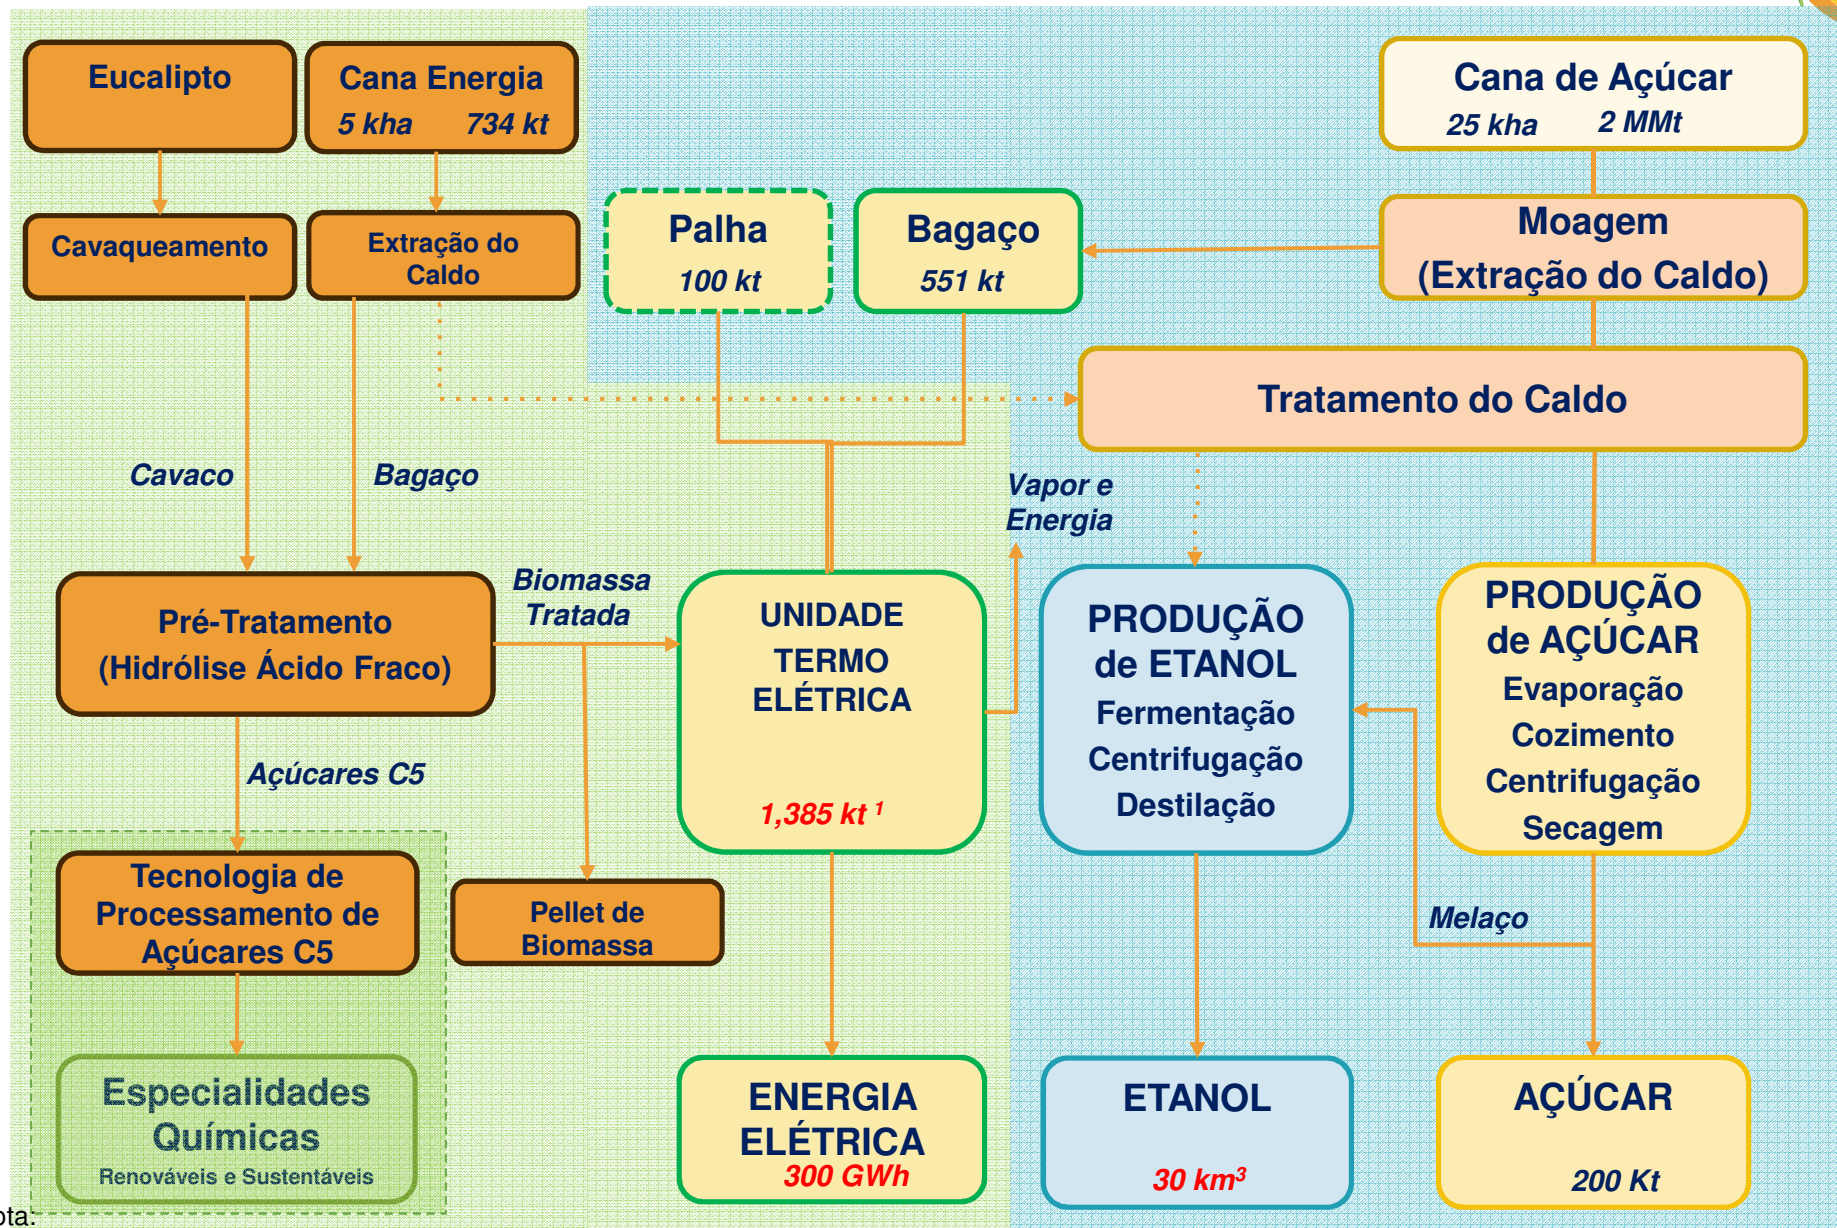 Eucalipto
Cana Energia
5 kha 734 kt
Cana de Açúcar
25 kha 2 MMt
Cavaqueamento
Extração do
Caldo
Palha
100 kt
Bagaço
551 kt
Moagem
(Extração do Caldo)
Tratamento do Caldo
Cavaco
Bagaço
Vapor e
Energia
Pré-Tratamento
(Hidrólise Ácido Fraco)
Biomassa
Tratada
UNIDADE
TERMO
ELÉTRICA
1,385 kt ¹
PRODUÇÃO
de ETANOL
Fermentação
Centrifugação
Destilação
PRODUÇÃO
de AÇÚCAR
Evaporação
Cozimento
Centrifugação
Secagem
Açúcares C5
Tecnologia de
Processamento de
Açúcares C5
Pellet de
Biomassa
Melaço
Especialidades
Químicas
Renováveis e Sustentáveis
ENERGIA
ELÉTRICA
300 GWh
ETANOL
30 km³
AÇÚCAR
200 Kt
ota: